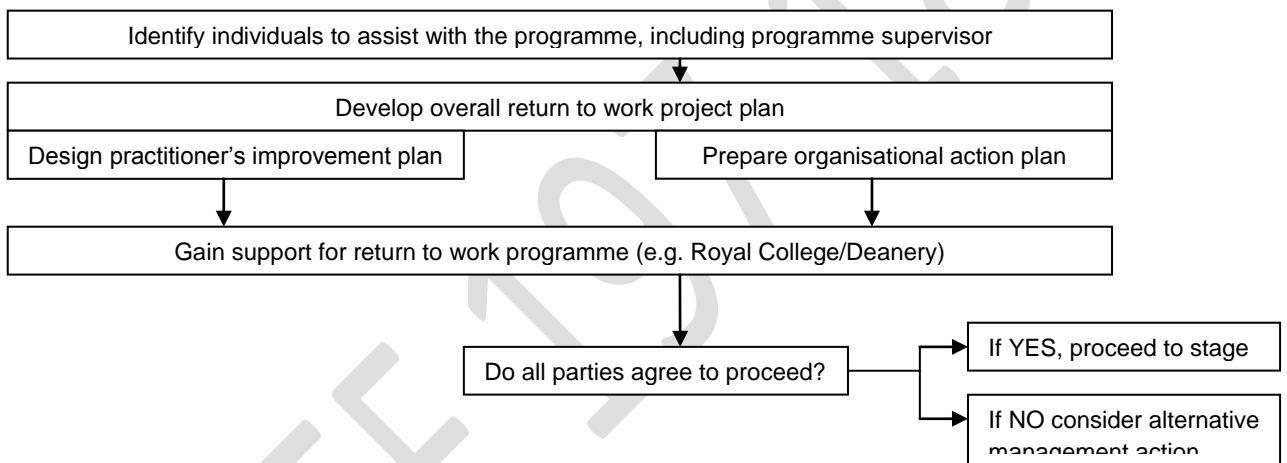 Identify individuals to assist with the programme, including programme supervisor
Develop overall return to work project plan
Design practitioner's improvement plan
Prepare organisational action plan
Gain support for return to work programme (e.g. Royal College/Deanery)
Do all parties agree to proceed?
If YES, proceed to stage
If NO consider alternative
management action